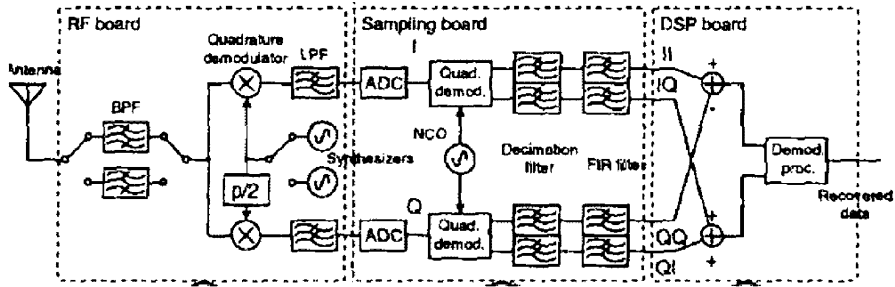 RF board
Sampling board
DSP board
Antenna
BPF
Quadrature
demodulator
LPF
Synthesizers
p/2
I
ADC
Quad.
demod.
NCO
Decimation
filter
FIR filter
Q
ADC
Quad.
demod.
II
IQ
+
-
QQ
QI
+
+
Demod.
proc.
Recovered
data